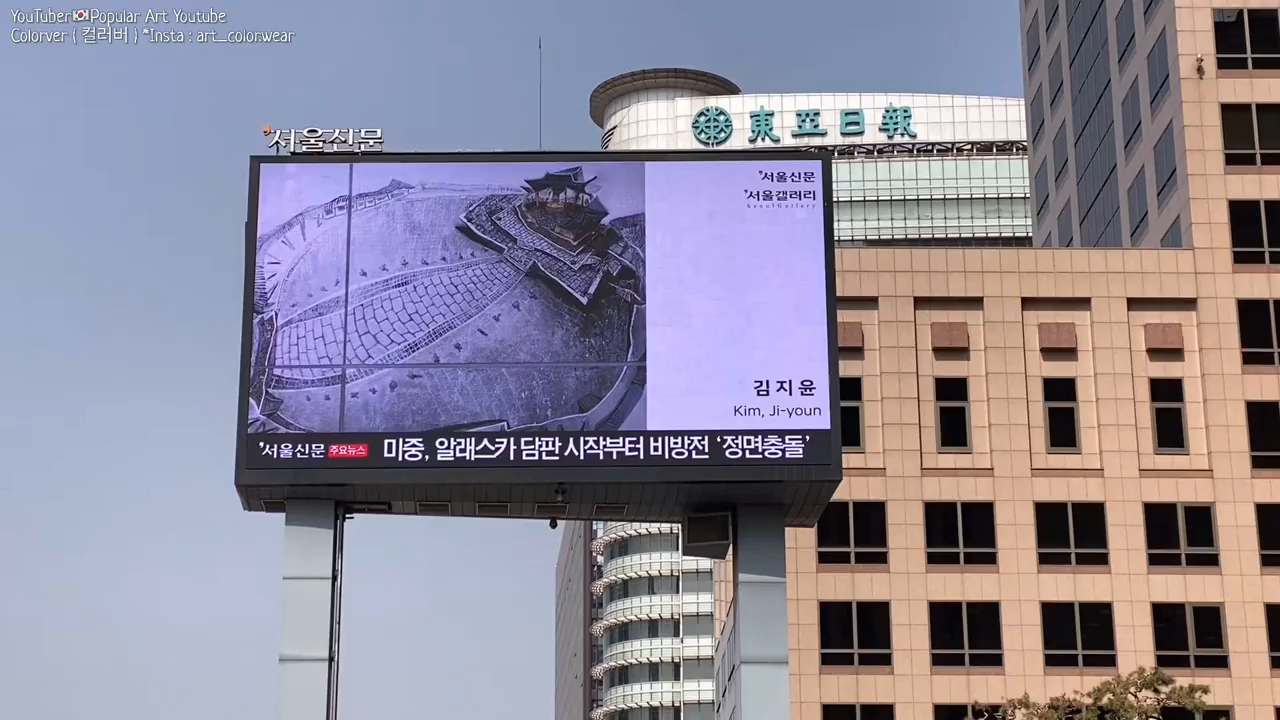 YouTuber🇰🇷Popular Art Youtube
Colorver ( 컬러버 ) *Insta : art_color.wear
서울신문
東亞日報
서울신문
서울갤러리
SeoulGallery
김지윤
Kim, Ji-youn
서울신문 주요뉴스 미중, 알래스카 담판 시작부터 비방전 ‘정면충돌’